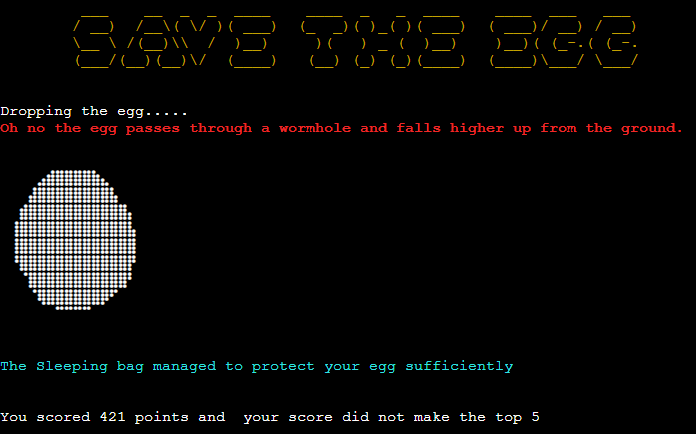 SAVE THE EGG
Dropping the egg.....
Oh no the egg passes through a wormhole and falls higher up from the ground.
The Sleeping bag managed to protect your egg sufficiently
You scored 421 points and  your score did not make the top 5